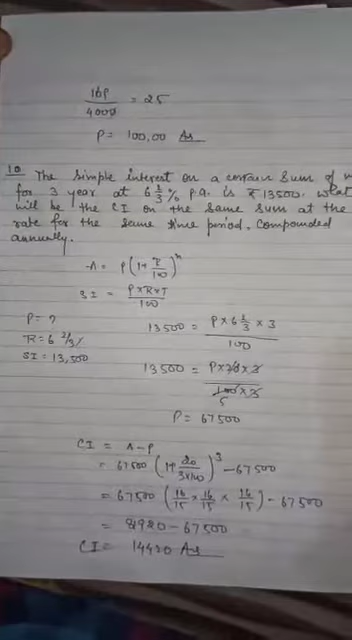 16P
4000 = 25
P = 100,00 As
10 The simple interest on a certain sum of
for 3 year at 6 2/3 % p.a. is ₹ 13500. what
will be the CI on the same sum at the
rate for the same time period. compounded
annually.
A = P(1+ r/100)^n
SI = P×R×T
100
P = ?
R = 6 2/3 %
SI = 13,500
13500 = P×6 2/3 × 3
100
13500 = P×20×3
100×3
5
P = 67500
CI = A-P
= 67500 (1+ 20/3×100)^3 - 67500
= 67500 (16/15 × 16/15 × 16/15) - 67500
= 81920 - 67500
CI = 14420 As